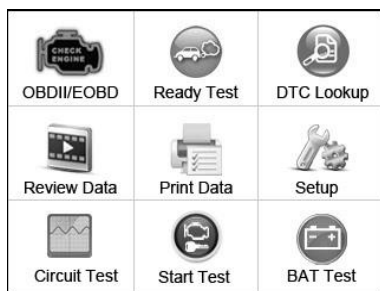 CHECK
ENGINE
OBDII/EOBD Ready Test DTC Lookup
Review Data Print Data Setup
Circuit Test Start Test BAT Test